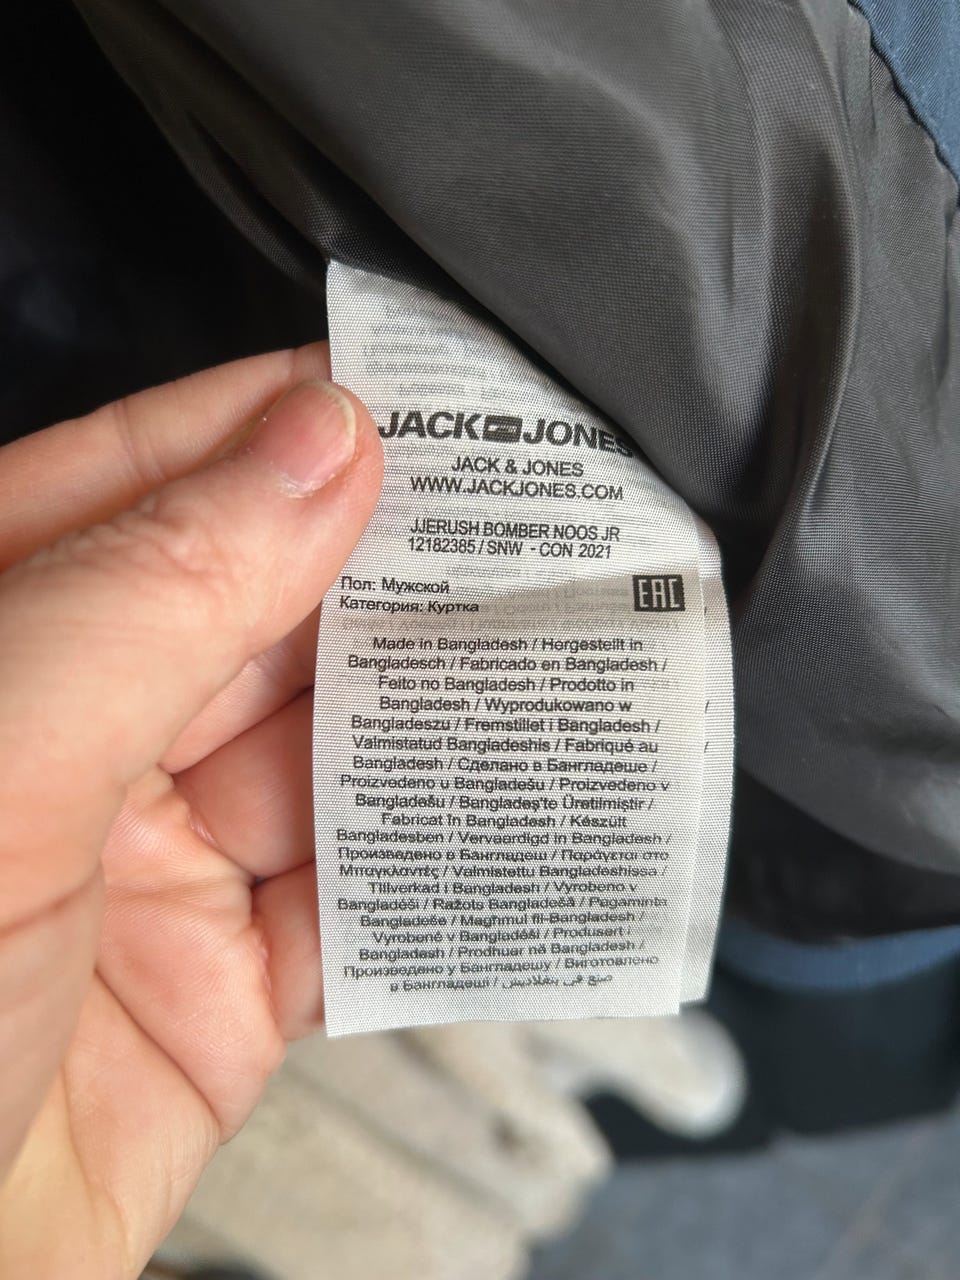 JACK JONES
JACK & JONES
WWW.JACKJONES.COM
JJERUSH BOMBER NOOS JR
12182385 / SNW - CON 2021
Пол: Мужской
EAC
Категория: Куртка
Made in Bangladesh / Hergestellt in
Bangladesch / Fabricado en Bangladesh /
Feito no Bangladesh / Prodotto in
Bangladesh / Wyprodukowano w
Bangladeszu / Fremstillet i Bangladesh /
Valmistatud Bangladeshis / Fabriqué au
Bangladesh / Сделано в Бангладеше /
Proizvedeno u Bangladešu / Proizvedeno v
Bangladešu / Bangladeş'te Üretilmiştir /
Fabricat în Bangladesh / Készült
Bangladesben / Vervaardigd in Bangladesh /
Произведено в Бангладеш / Παράγεται στο
Μπαγκλαντές / Valmistettu Bangladeshissa /
Tillverkad i Bangladesh / Vyrobeno v
Bangladéši / Ražots Bangladešā / Pagaminta
Bangladeše / Magħmul fil-Bangladesh /
Vyrobené v Bangladéši / Produsert i
Bangladesh / Prodhuar në Bangladesh /
Произведено у Бангладешу / Виготовлено
в Бангладеші / صنع في بنغلاديش